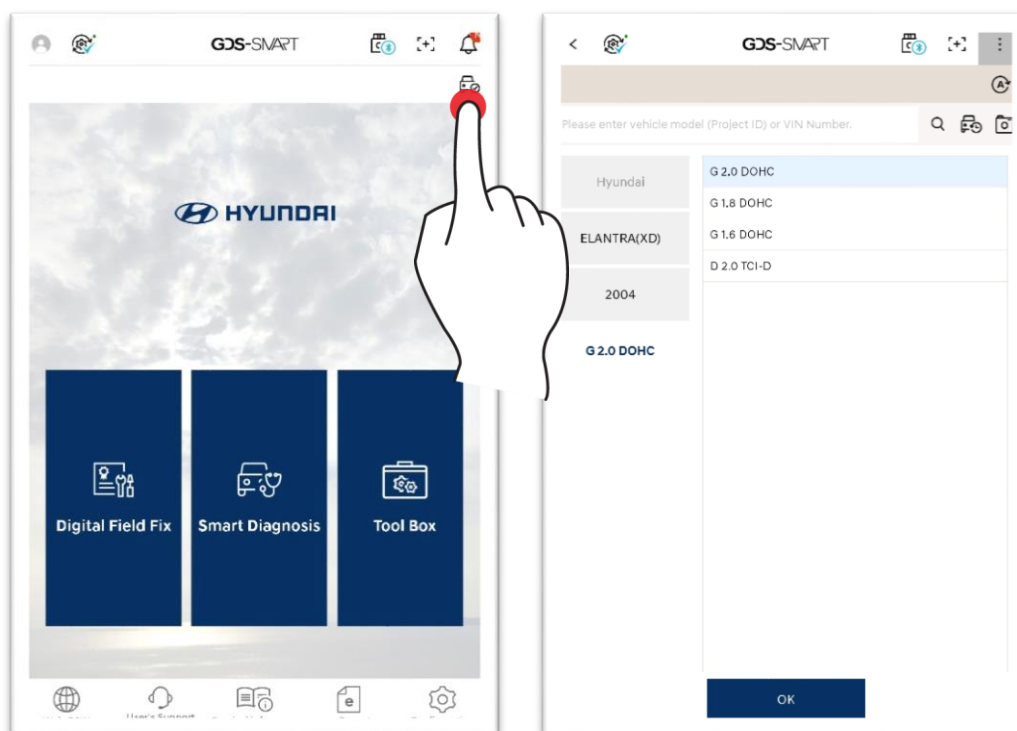 GDS-SMART
HYUNDAI
Digital Field Fix
Smart Diagnosis
Tool Box
User's Support
e
GDS-SMART
A
Please enter vehicle model (Project ID) or VIN Number.
Hyundai
ELANTRA(XD)
2004
G 2.0 DOHC
G 2.0 DOHC
G 1.8 DOHC
G 1.6 DOHC
D 2.0 TCI-D
OK